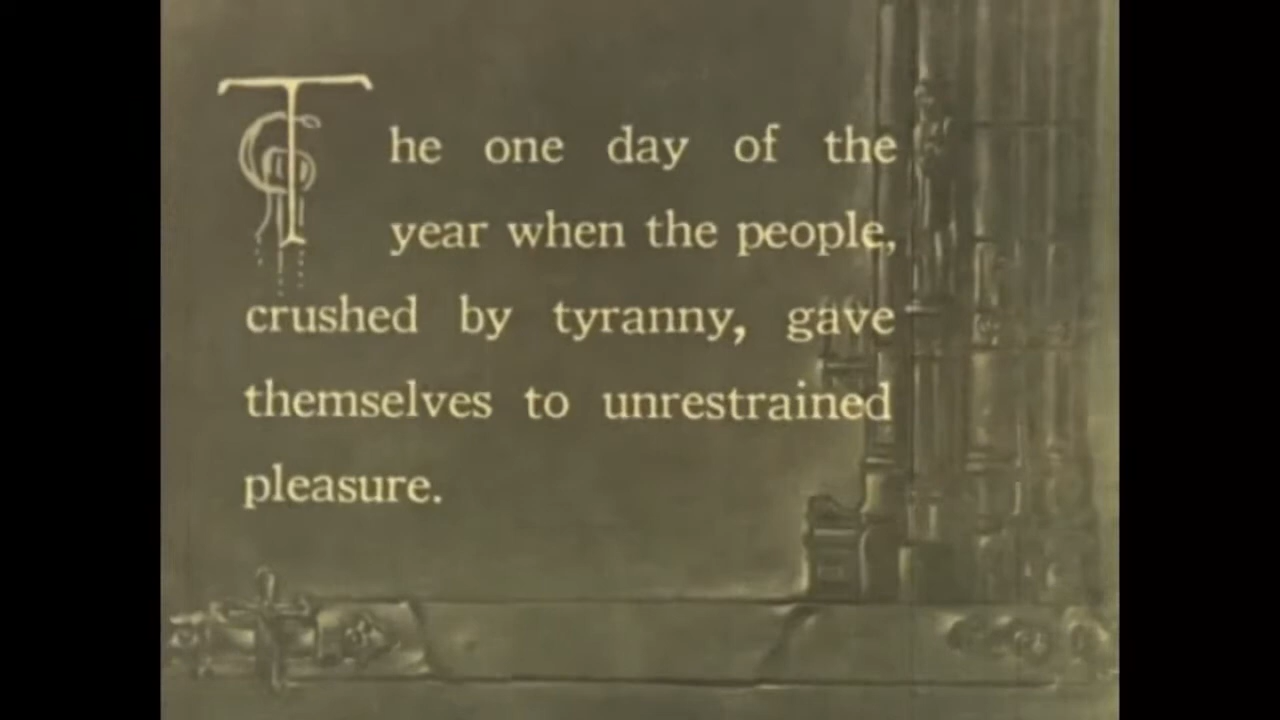 The one day of the
year when the people,
crushed by tyranny, gave
themselves to unrestrained
pleasure.